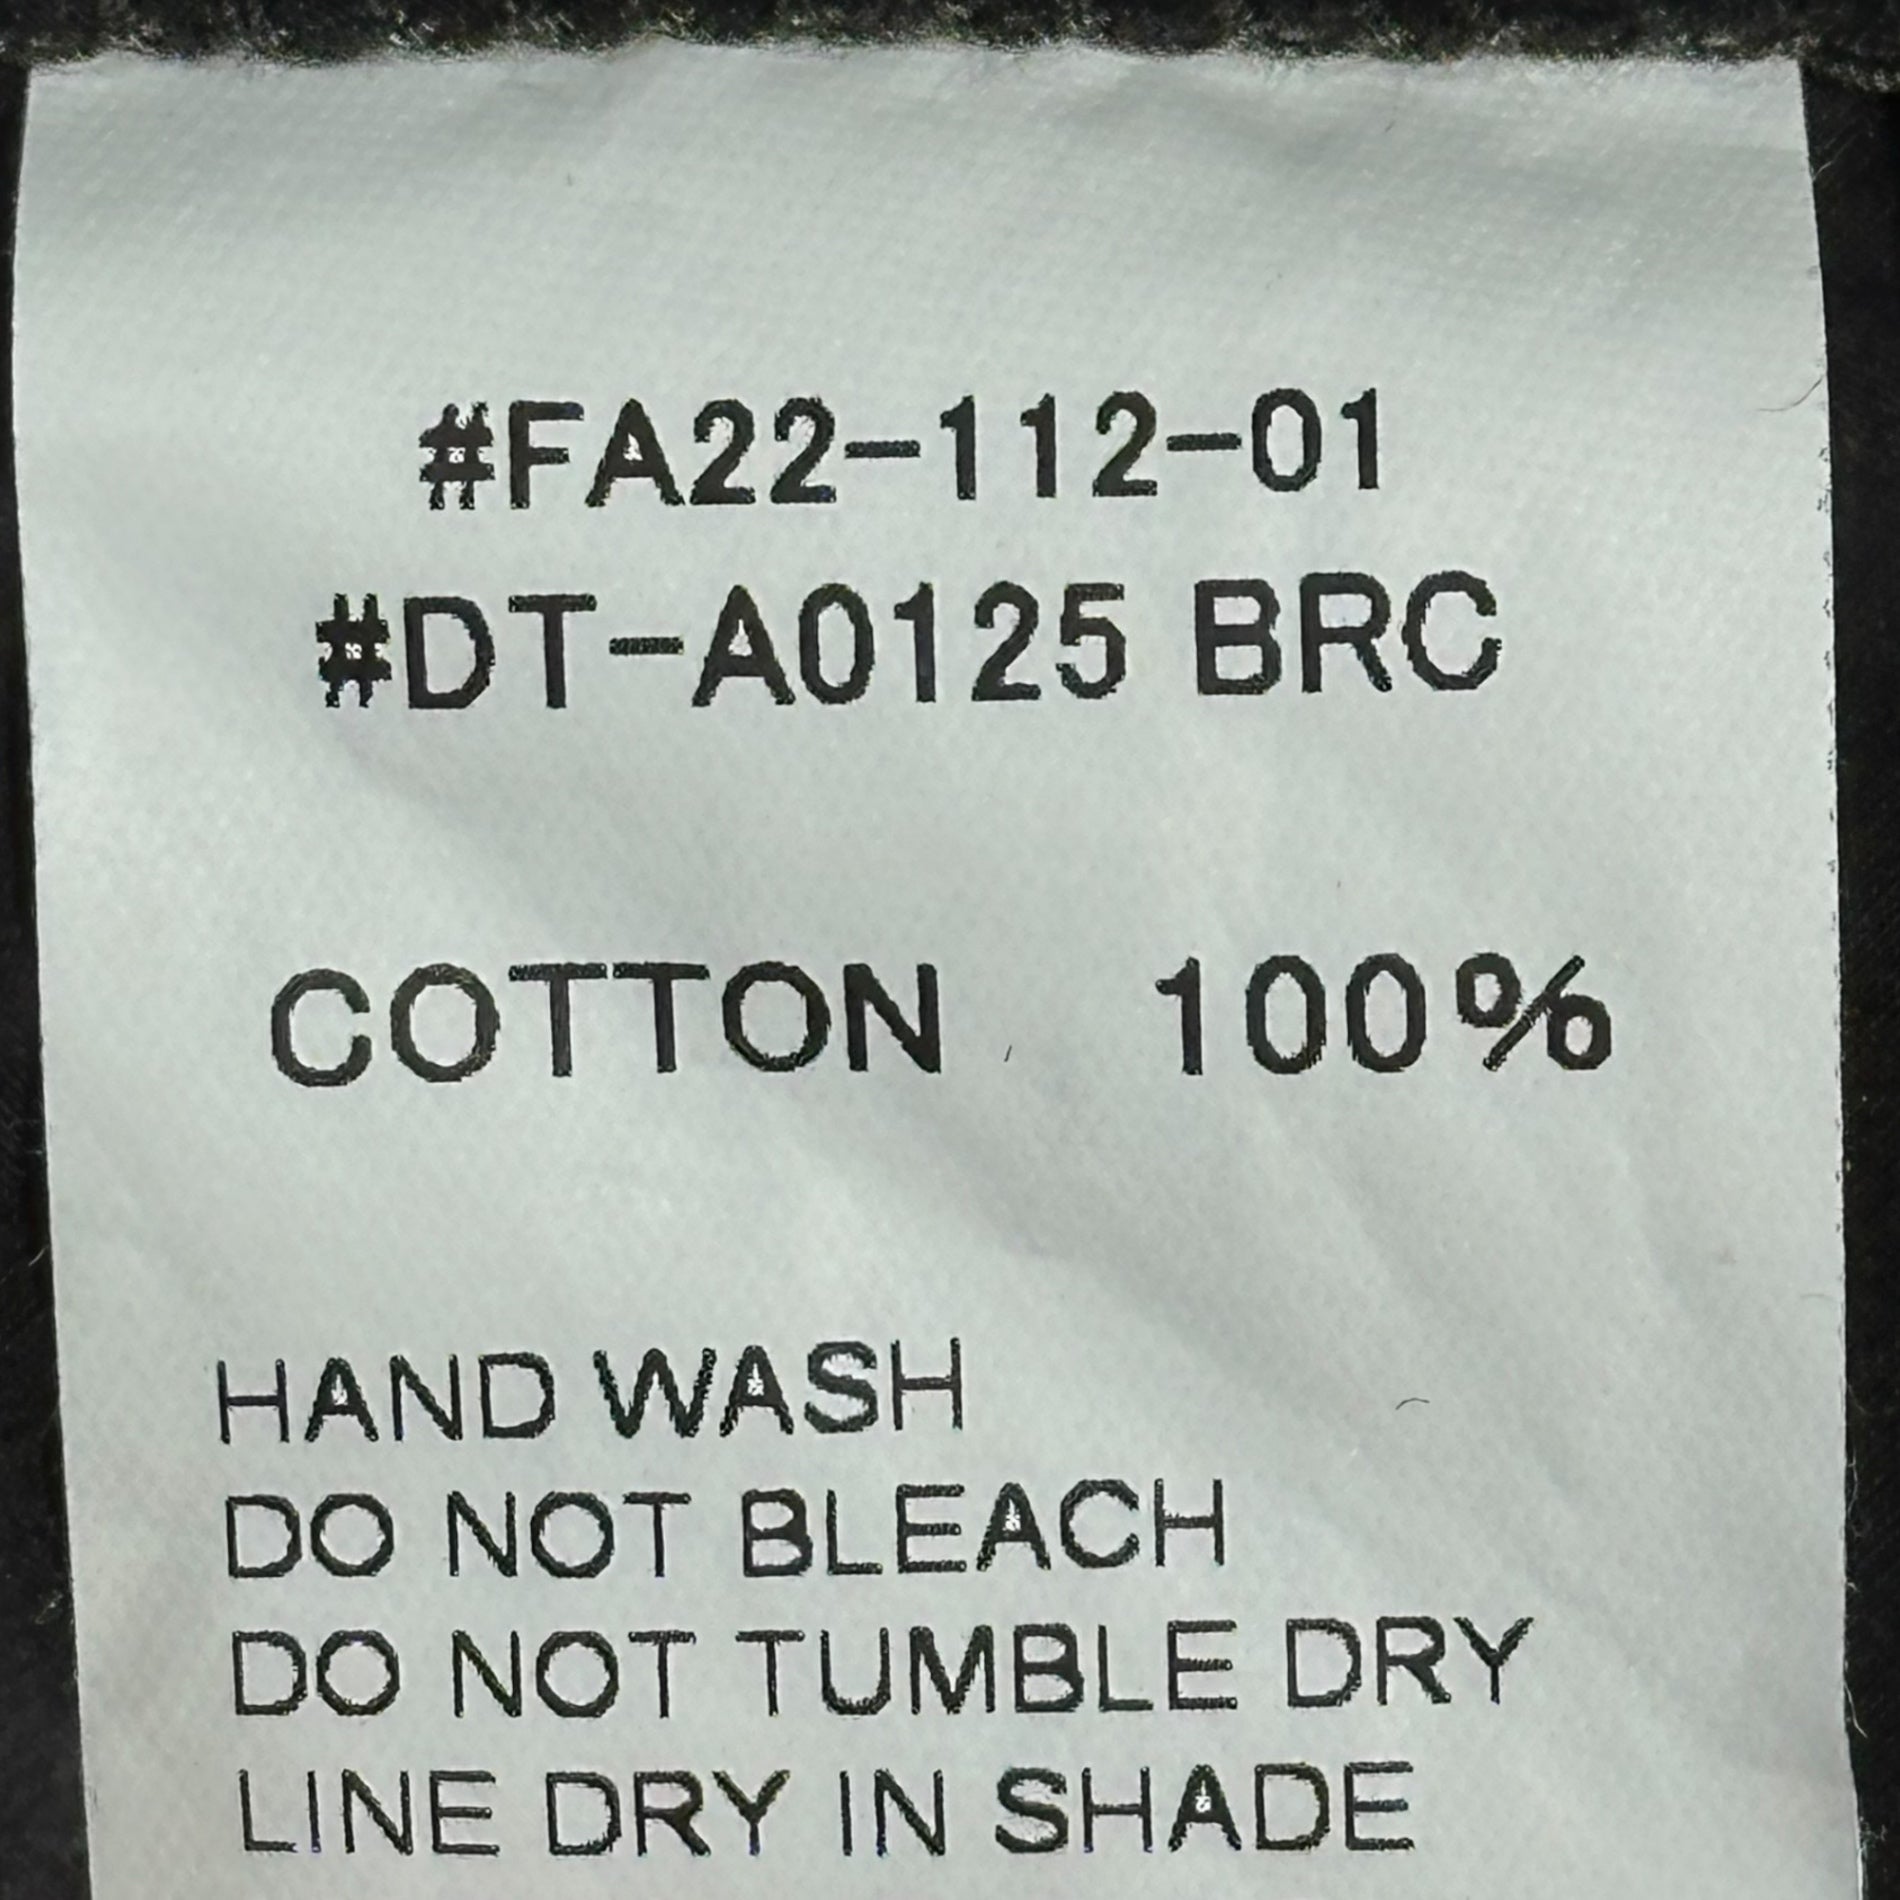 #FA22-112-01
#DT-A0125 BRC
COTTON 100%
HAND WASH
DO NOT BLEACH
DO NOT TUMBLE DRY
LINE DRY IN SHADE